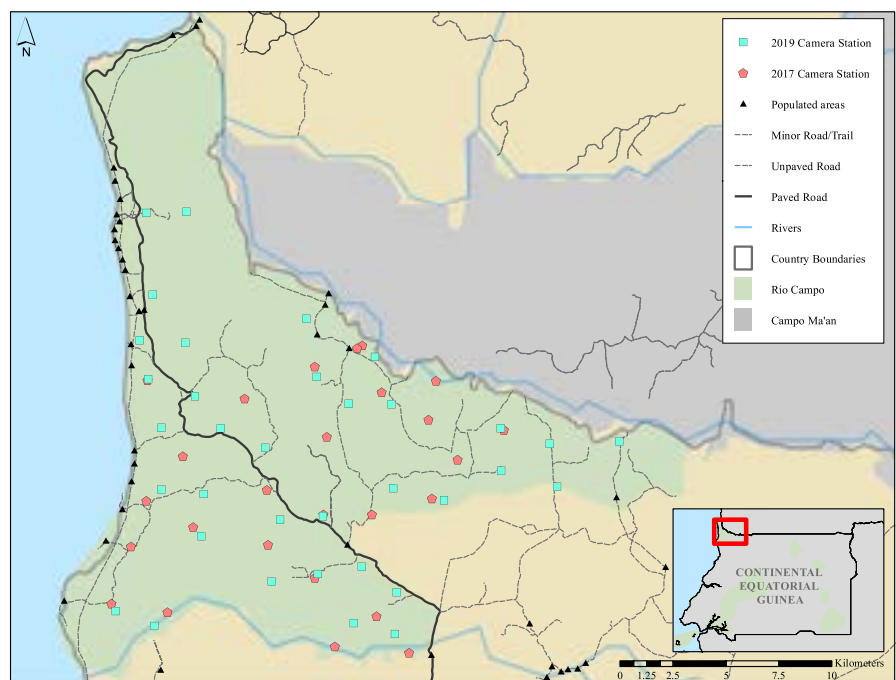 N
2019 Camera Station
2017 Camera Station
Populated areas
Minor Road/Trail
Unpaved Road
Paved Road
Rivers
Country Boundaries
Rio Campo
Campo Ma'an
CONTINENTAL
EQUATORIAL
GUINEA
Kilometers
0 1.25 2.5 5 7.5 10